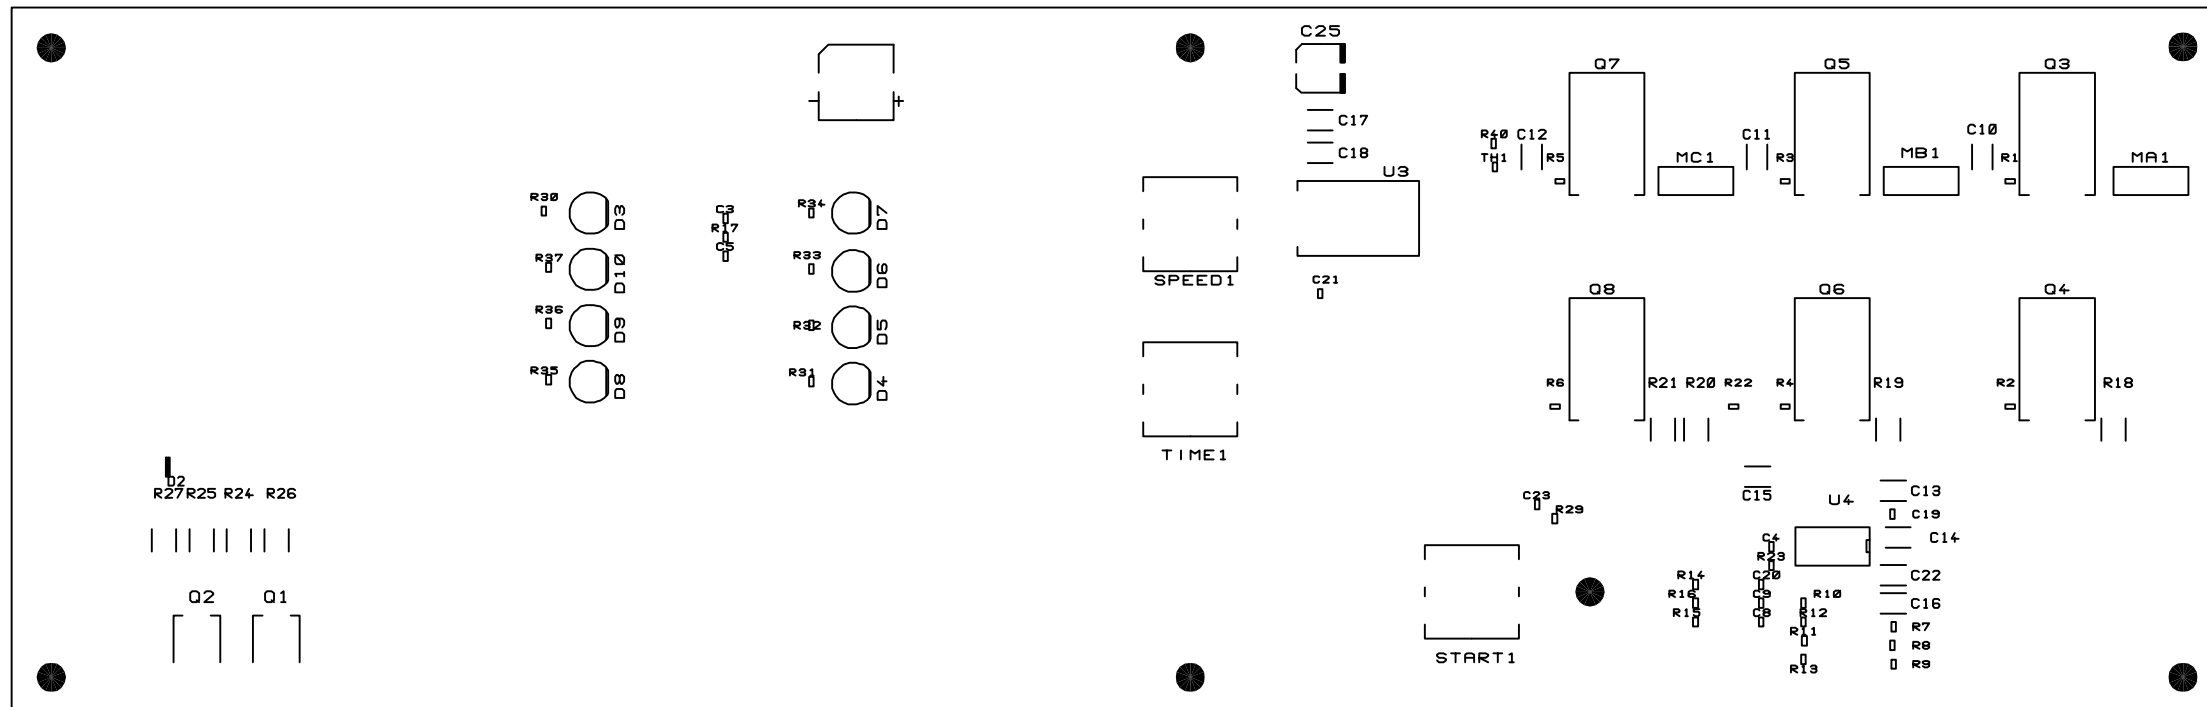 C25
Q7 Q5 Q3
C17
R40 C12 C11 C10
C18
TH1 R5 MC1 R3 MB1 R1 MA1
U3
R30 R34 C3 D3 D7
R17
C5
R37 R33 D10 D6
SPEED1 C21
Q8 Q6 Q4
R36 R32 D9 D5
R35 R31 D8 D4
R6 R21 R20 R22 R4 R19 R2 R18
TIME1
D2
R27 R25 R24 R26
C23 C15 U4 C13
R29 C19
C4 C14
R23
R14 C20 C22
Q2 Q1
R16 C9 R10 C16
R15 C8 R12
R11 R7
R8
START1 R13 R9
+